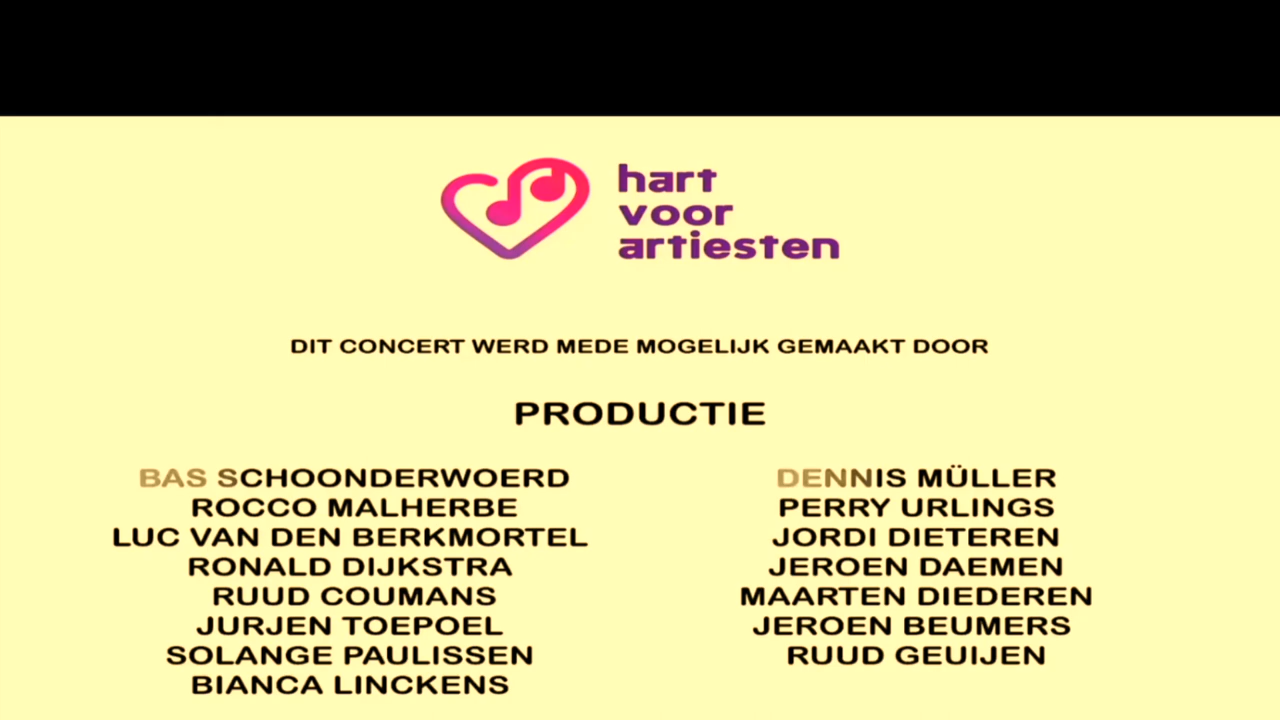 hart
voor
artiesten
DIT CONCERT WERD MEDE MOGELIJK GEMAAKT DOOR
PRODUCTIE
BAS SCHOONDERWOERD
ROCCO MALHERBE
LUC VAN DEN BERKMORTEL
RONALD DIJKSTRA
RUUD COUMANS
JURJEN TOEPOEL
SOLANGE PAULISSEN
BIANCA LINCKENS
DENNIS MÜLLER
PERRY URLINGS
JORDI DIETEREN
JEROEN DAEMEN
MAARTEN DIEDEREN
JEROEN BEUMERS
RUUD GEUIJEN